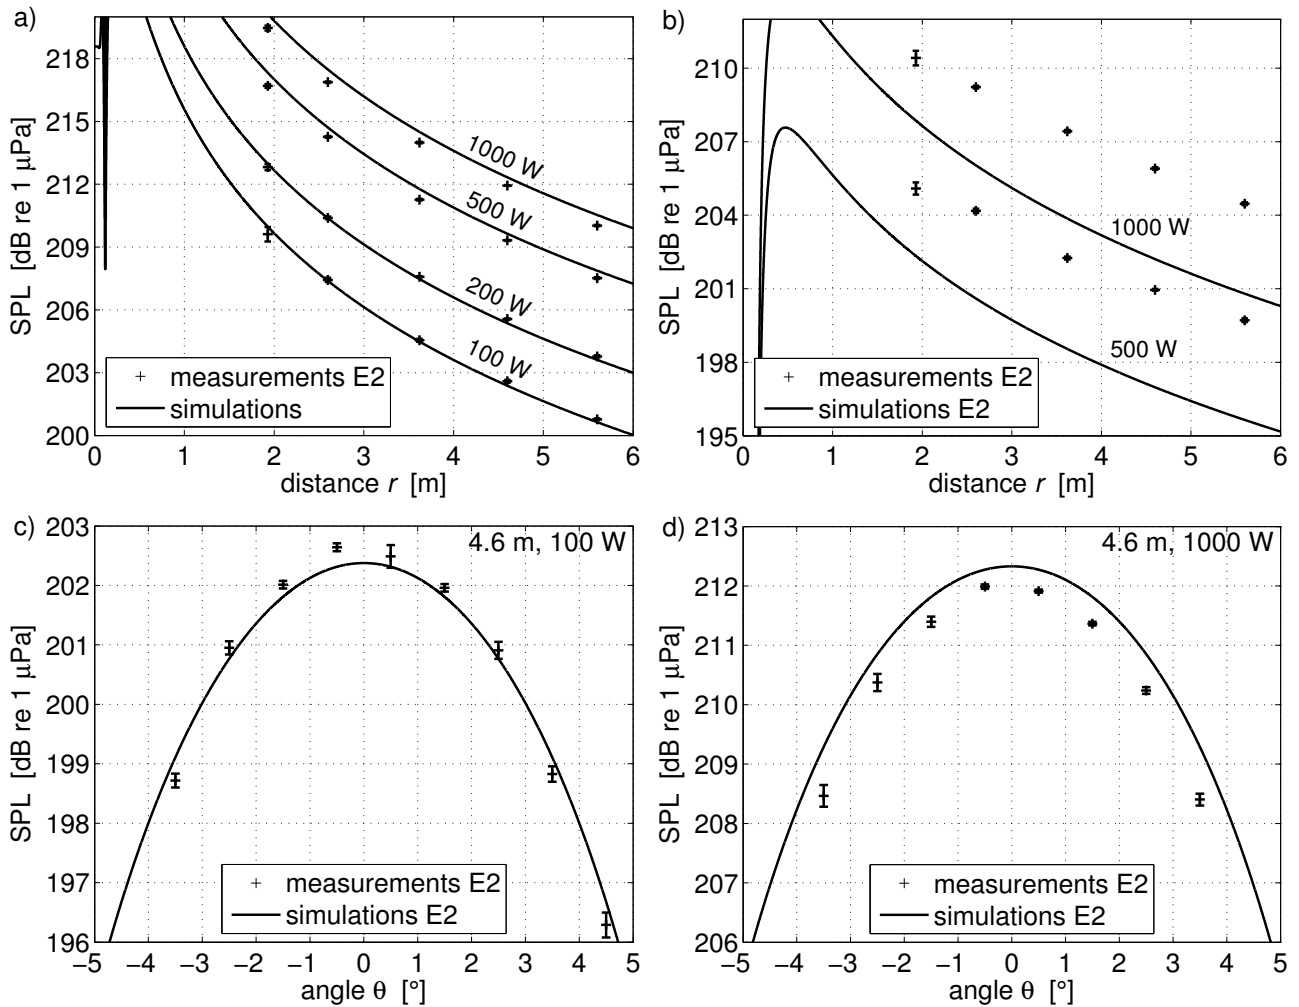 a)
218
215
212
209
206
203
200
SPL [dB re 1 µPa]
1000 W
500 W
200 W
100 W
measurements E2
simulations
0 1 2 3 4 5 6
distance r [m]
b)
210
207
204
201
198
195
SPL [dB re 1 µPa]
1000 W
500 W
measurements E2
simulations E2
0 1 2 3 4 5 6
distance r [m]
c)
203
202
201
200
199
198
197
196
SPL [dB re 1 µPa]
4.6 m, 100 W
measurements E2
simulations E2
−5 −4 −3 −2 −1 0 1 2 3 4 5
angle θ [°]
d)
213
212
211
210
209
208
207
206
SPL [dB re 1 µPa]
4.6 m, 1000 W
measurements E2
simulations E2
−5 −4 −3 −2 −1 0 1 2 3 4 5
angle θ [°]